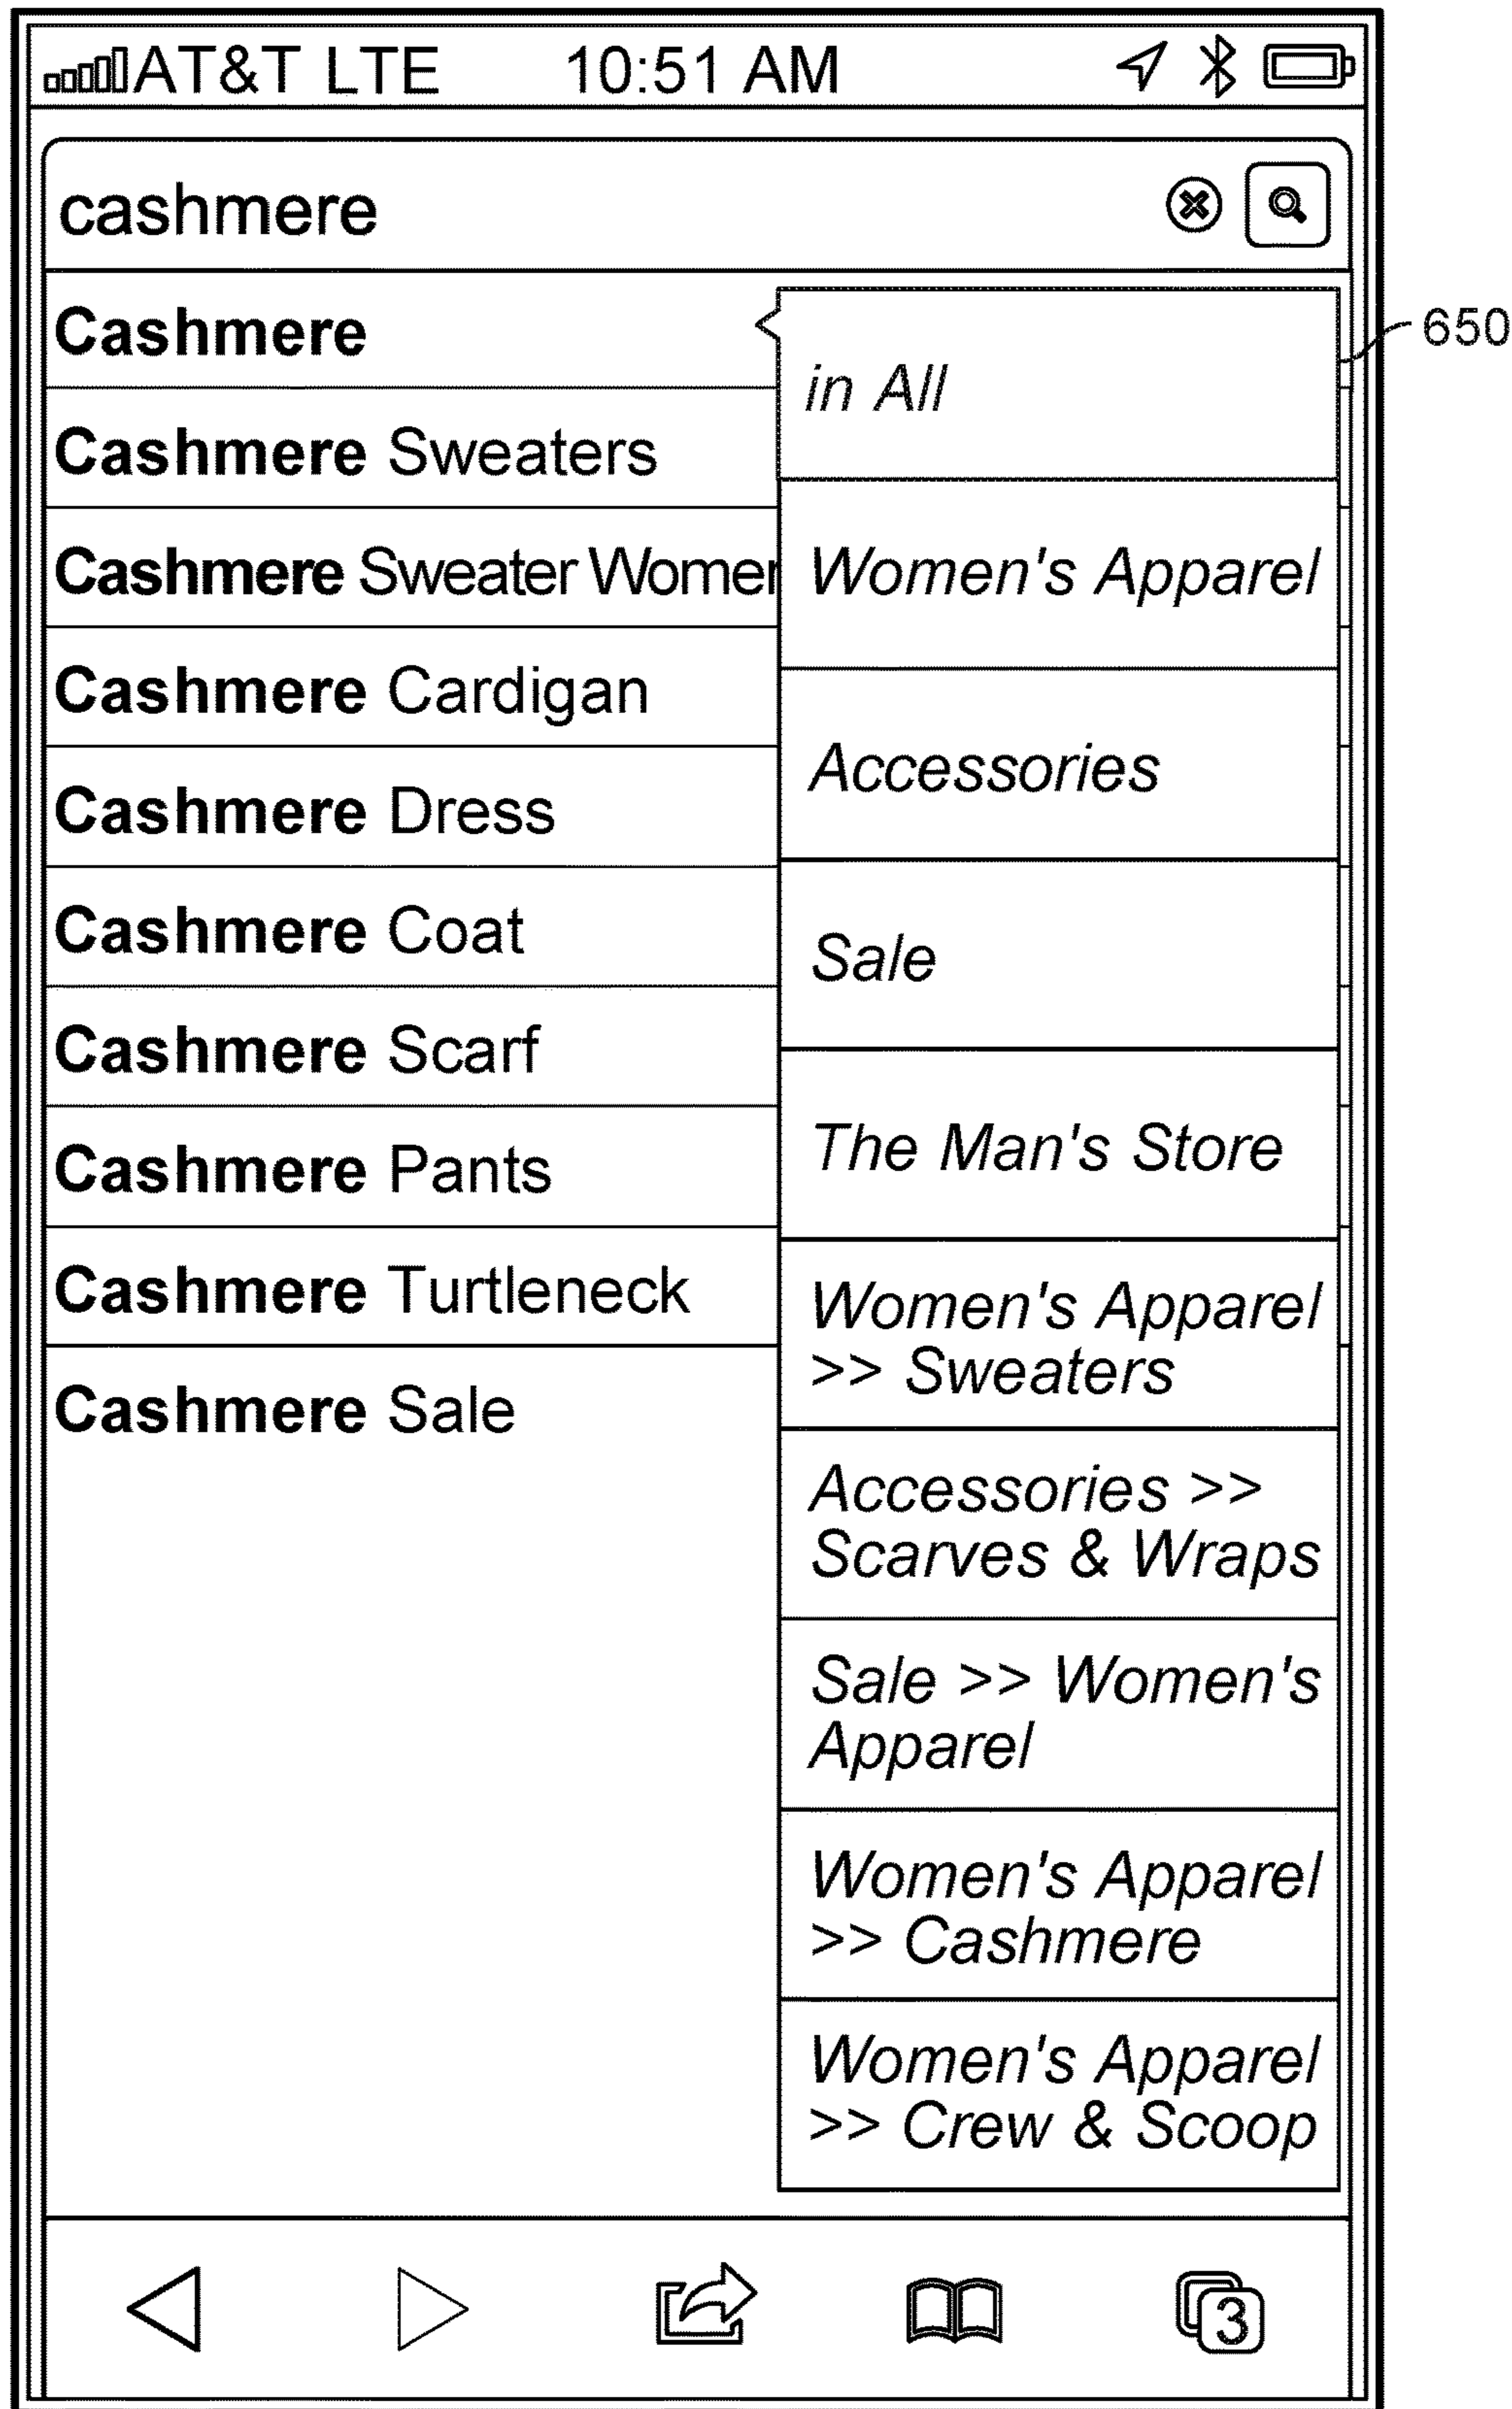 AT&T LTE 10:51 AM
cashmere
Cashmere
Cashmere Sweaters
Cashmere Sweater Women
Cashmere Cardigan
Cashmere Dress
Cashmere Coat
Cashmere Scarf
Cashmere Pants
Cashmere Turtleneck
Cashmere Sale
in All
Women's Apparel
Accessories
Sale
The Man's Store
Women's Apparel
>> Sweaters
Accessories >>
Scarves & Wraps
Sale >> Women's
Apparel
Women's Apparel
>> Cashmere
Women's Apparel
>> Crew & Scoop
650
3